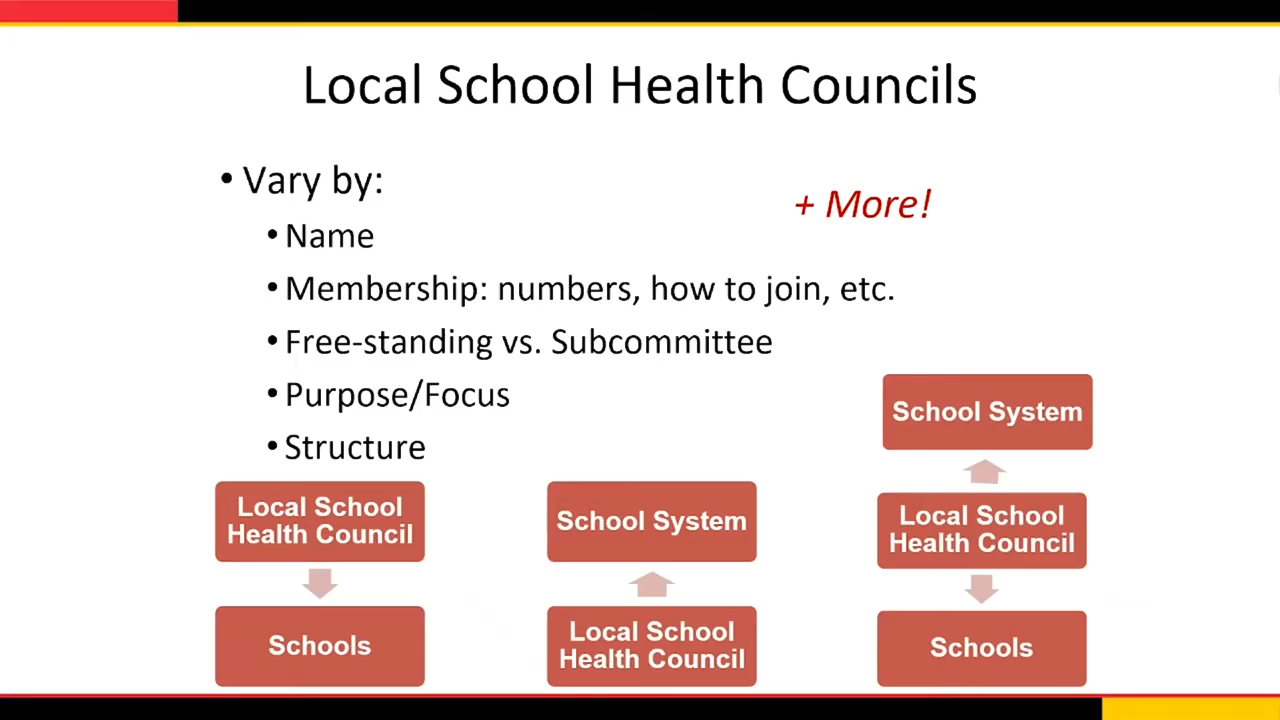 Local School Health Councils
• Vary by:
+ More!
• Name
• Membership: numbers, how to join, etc.
• Free-standing vs. Subcommittee
• Purpose/Focus
• Structure
Local School
Health Council
Schools
School System
Local School
Health Council
School System
Local School
Health Council
Schools